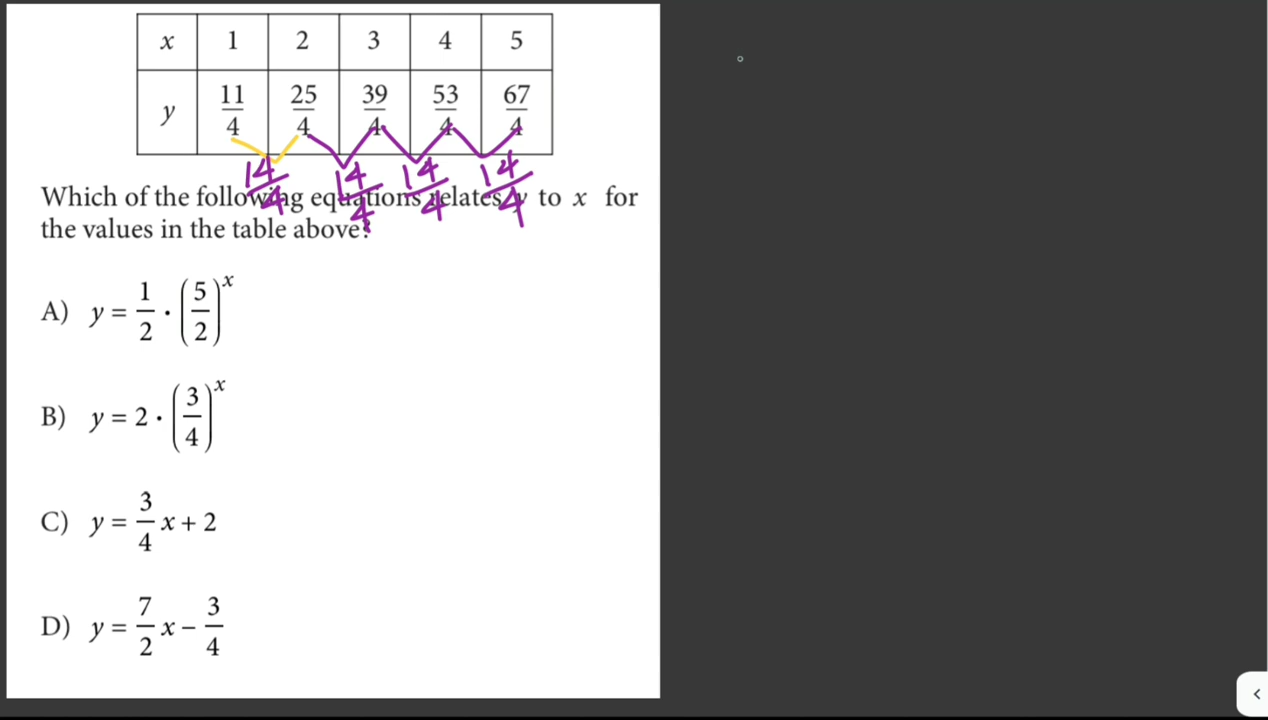 x 1 2 3 4 5
y 11/4 25/4 39/4 53/4 67/4
14/4 14/4 14/4 14/4
Which of the following equations relates y to x for
the values in the table above?
A) y = 1/2 · (5/2)^x
B) y = 2 · (3/4)^x
C) y = 3/4 x + 2
D) y = 7/2 x − 3/4